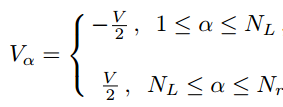 V_α = { -V/2 , 1 ≤ α ≤ N_L
V/2 , N_L ≤ α ≤ N_r